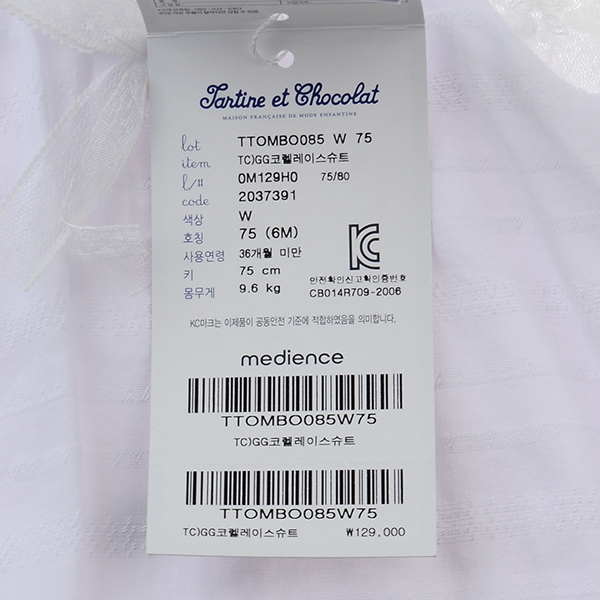 Tartine et Chocolat
MAISON FRANÇAISE DE MODE ENFANTINE
lot TTOMBO085 W 75
item TC)GG코렐레이스슈트
l/# 0M129H0 75/80
code 2037391
색상 W
호칭 75 (6M)
사용연령 36개월 미만
키 75 cm
몸무게 9.6 kg
KC
안전확인신고확인증번호
CB014R709-2006
KC마크는 이제품이 공동안전 기준에 적합하였음을 의미합니다.
medience
TTOMBO085W75
TC)GG코렐레이스슈트
TTOMBO085W75
TC)GG코렐레이스슈트 ₩129,000